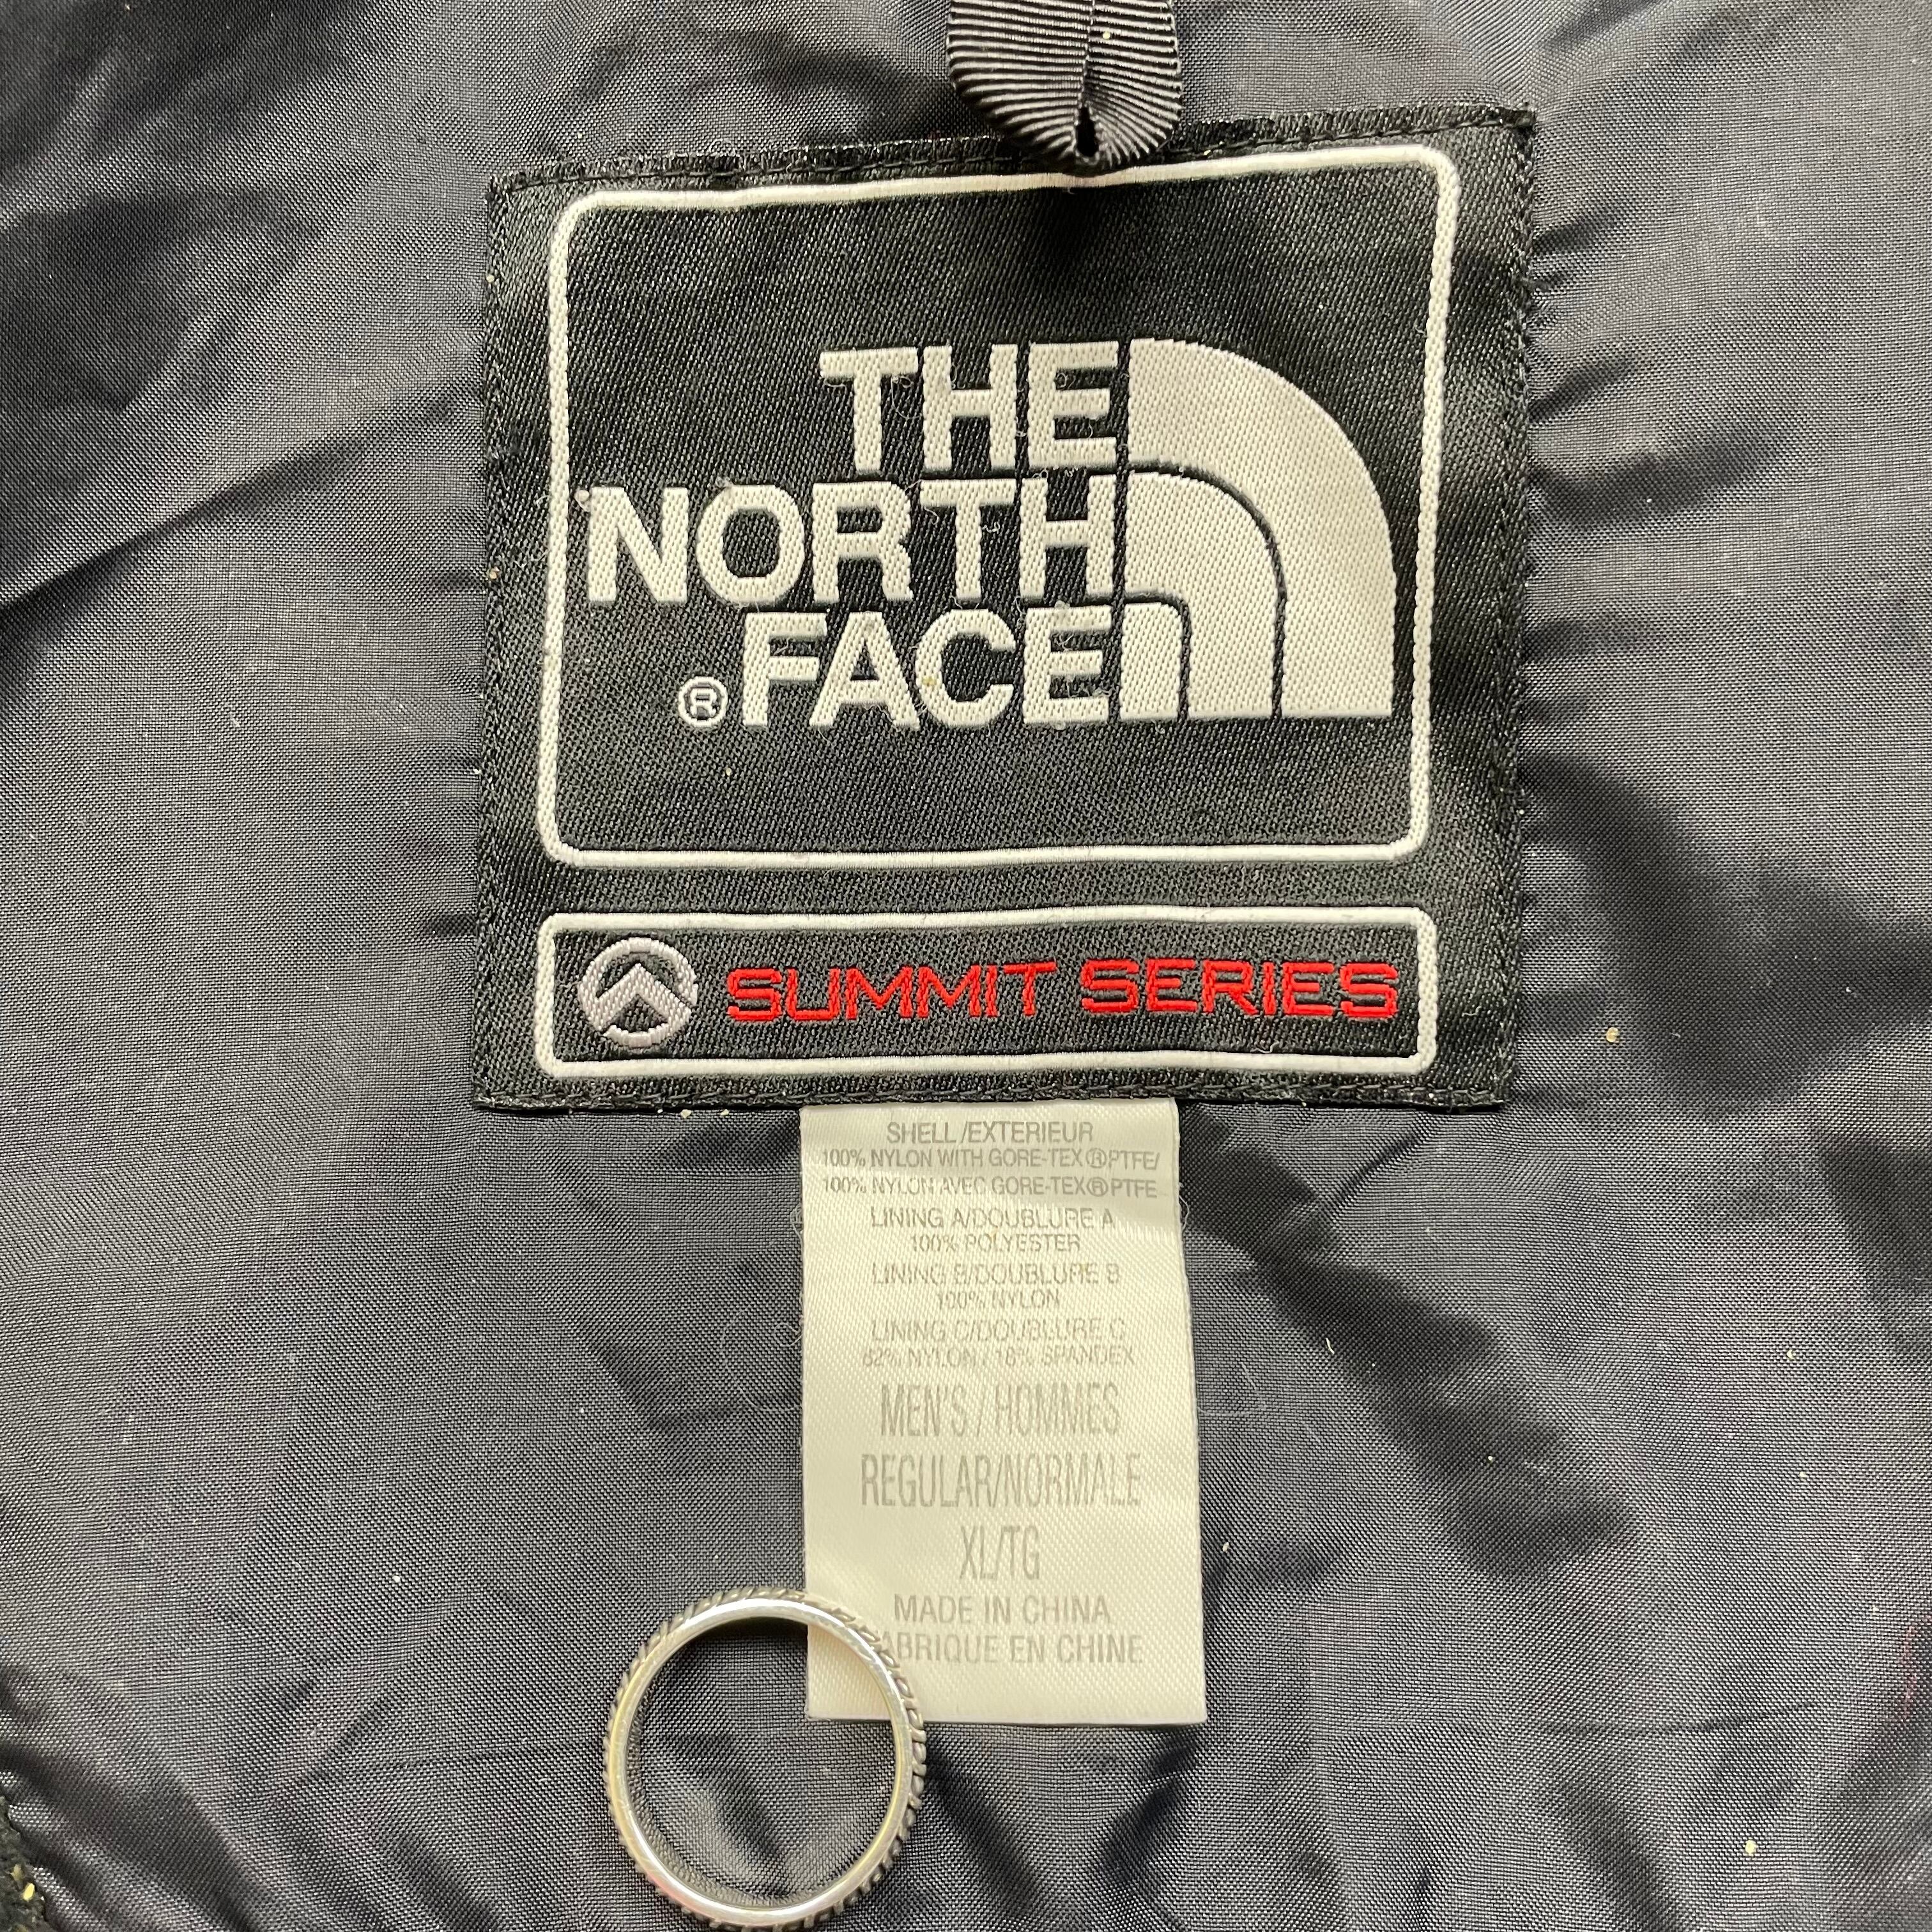 THE
NORTH
®FACE
SUMMIT SERIES
SHELL/EXTERIEUR
100% NYLON WITH GORE-TEX®PTFE/
100% NYLON AVEC GORE-TEX®PTFE
LINING A/DOUBLURE A
100% POLYESTER
LINING B/DOUBLURE B
100% NYLON
LINING C/DOUBLURE C
82% NYLON / 18% SPANDEX
MEN'S / HOMMES
REGULAR/NORMALE
XL/TG
MADE IN CHINA
ABRIQUE EN CHINE